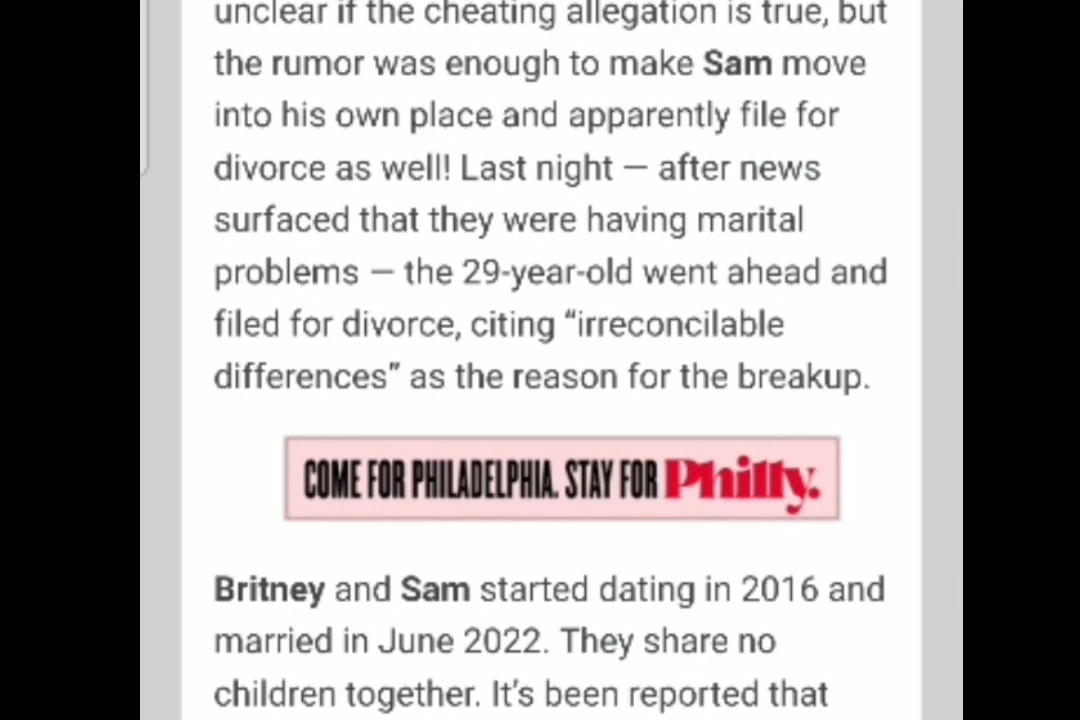 unclear if the cheating allegation is true, but
the rumor was enough to make Sam move
into his own place and apparently file for
divorce as well! Last night — after news
surfaced that they were having marital
problems — the 29-year-old went ahead and
filed for divorce, citing “irreconcilable
differences” as the reason for the breakup.
COME FOR PHILADELPHIA. STAY FOR Philly.
Britney and Sam started dating in 2016 and
married in June 2022. They share no
children together. It’s been reported that